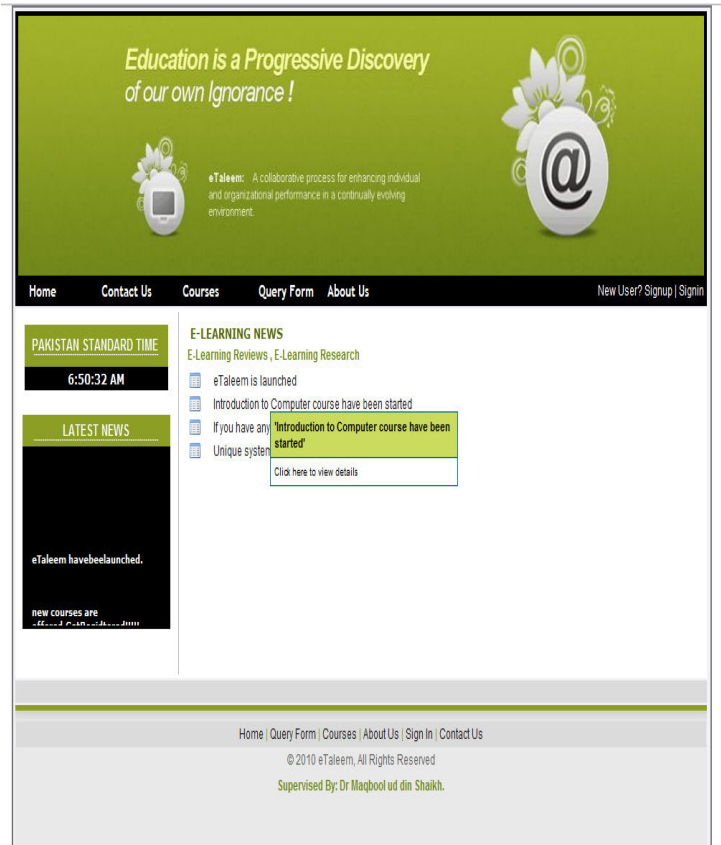 Education is a Progressive Discovery
of our own Ignorance !
eTaleem: A collaborative process for enhancing individual
and organizational performance in a continually evolving
environment.
@
Home Contact Us Courses Query Form About Us New User? Signup | Signin
PAKISTAN STANDARD TIME
6:50:32 AM
LATEST NEWS
eTaleem havebeelaunched.
new courses are
E-LEARNING NEWS
E-Learning Reviews , E-Learning Research
eTaleem is launched
Introduction to Computer course have been started
If you have any
Unique system
'Introduction to Computer course have been
started'
Click here to view details
Home | Query Form | Courses | About Us | Sign In | Contact Us
© 2010 eTaleem, All Rights Reserved
Supervised By: Dr Maqbool ud din Shaikh.